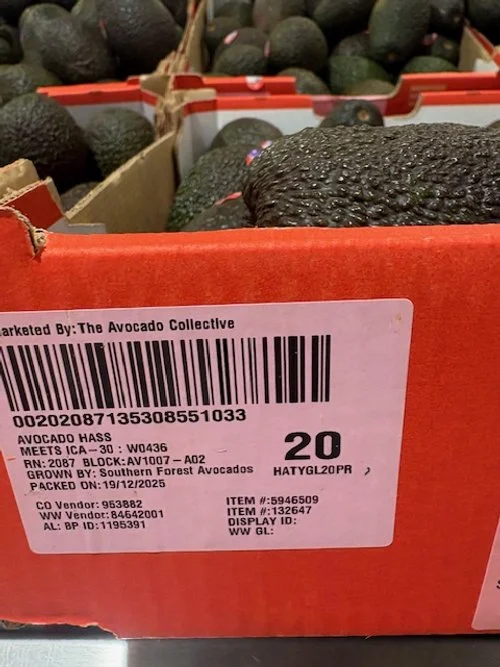 arketed By: The Avocado Collective
00202087135308551033
AVOCADO HASS
MEETS ICA-30 : W0436
RN: 2087 BLOCK:AV1007-A02
GROWN BY: Southern Forest Avocados
PACKED ON:19/12/2025
20
HATYGL20PR
CO Vendor: 953882
WW Vendor:84642001
AL: BP ID:1195391
ITEM #:5946509
ITEM #:132647
DISPLAY ID:
WW GL: